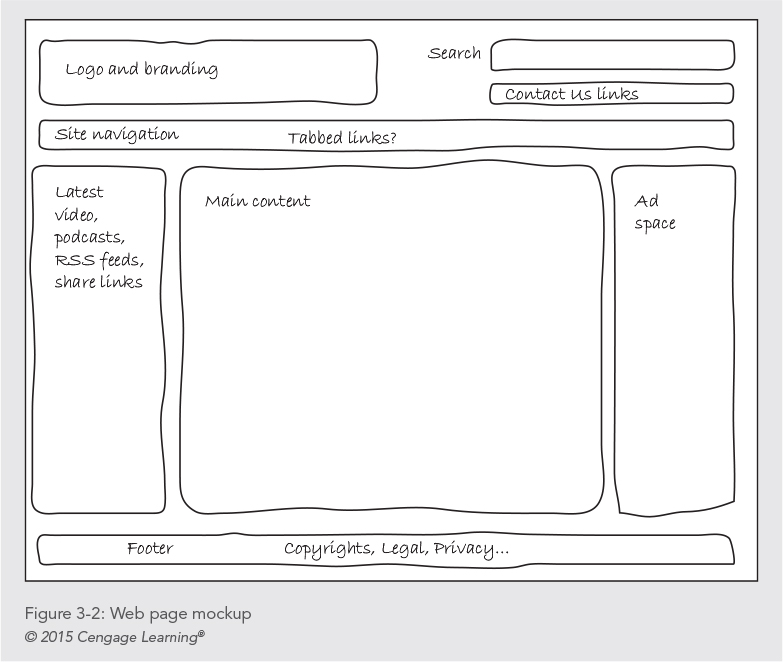 Logo and branding
Search
Contact Us links
Site navigation
Tabbed links?
Latest
video,
podcasts,
RSS feeds,
share links
Main content
Ad
space
Footer
Copyrights, Legal, Privacy...
Figure 3-2: Web page mockup
© 2015 Cengage Learning®